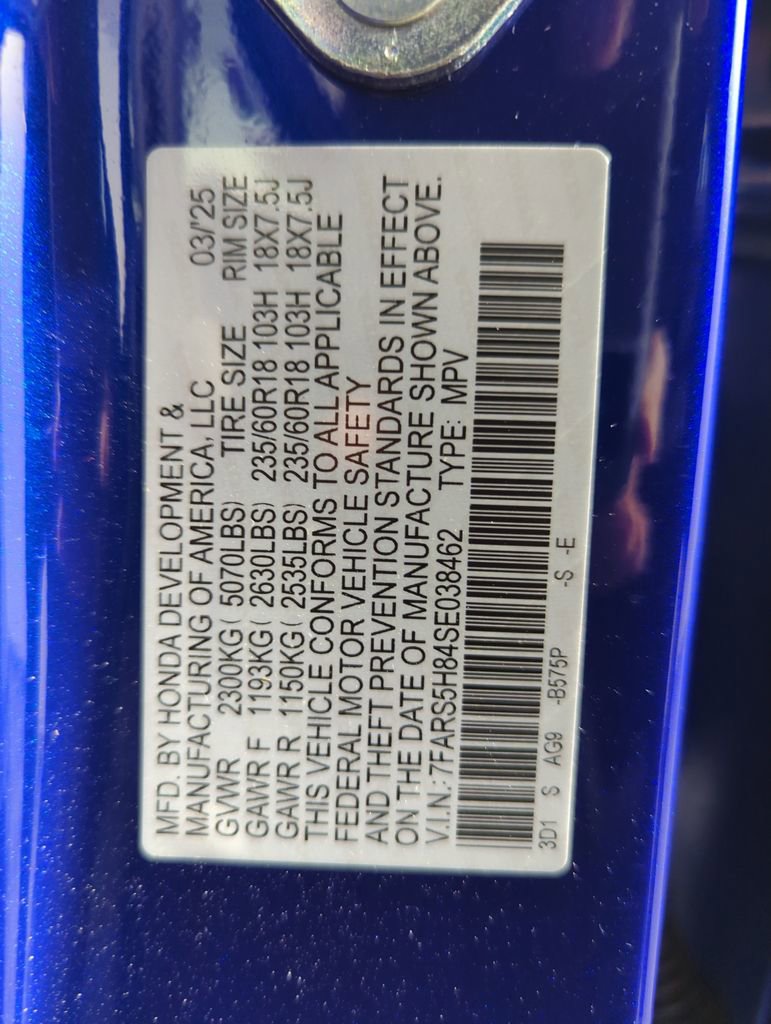 MFD. BY HONDA DEVELOPMENT &
MANUFACTURING OF AMERICA, LLC 03/'25
GVWR 2300KG( 5070LBS) TIRE SIZE RIM SIZE
GAWR F 1193KG( 2630LBS) 235/60R18 103H 18X7.5J
GAWR R 1150KG( 2535LBS) 235/60R18 103H 18X7.5J
THIS VEHICLE CONFORMS TO ALL APPLICABLE
FEDERAL MOTOR VEHICLE SAFETY
AND THEFT PREVENTION STANDARDS IN EFFECT
ON THE DATE OF MANUFACTURE SHOWN ABOVE.
V.I.N.: 7FARS5H84SE038462 TYPE: MPV
3D1 S AG9 -B575P -S -E